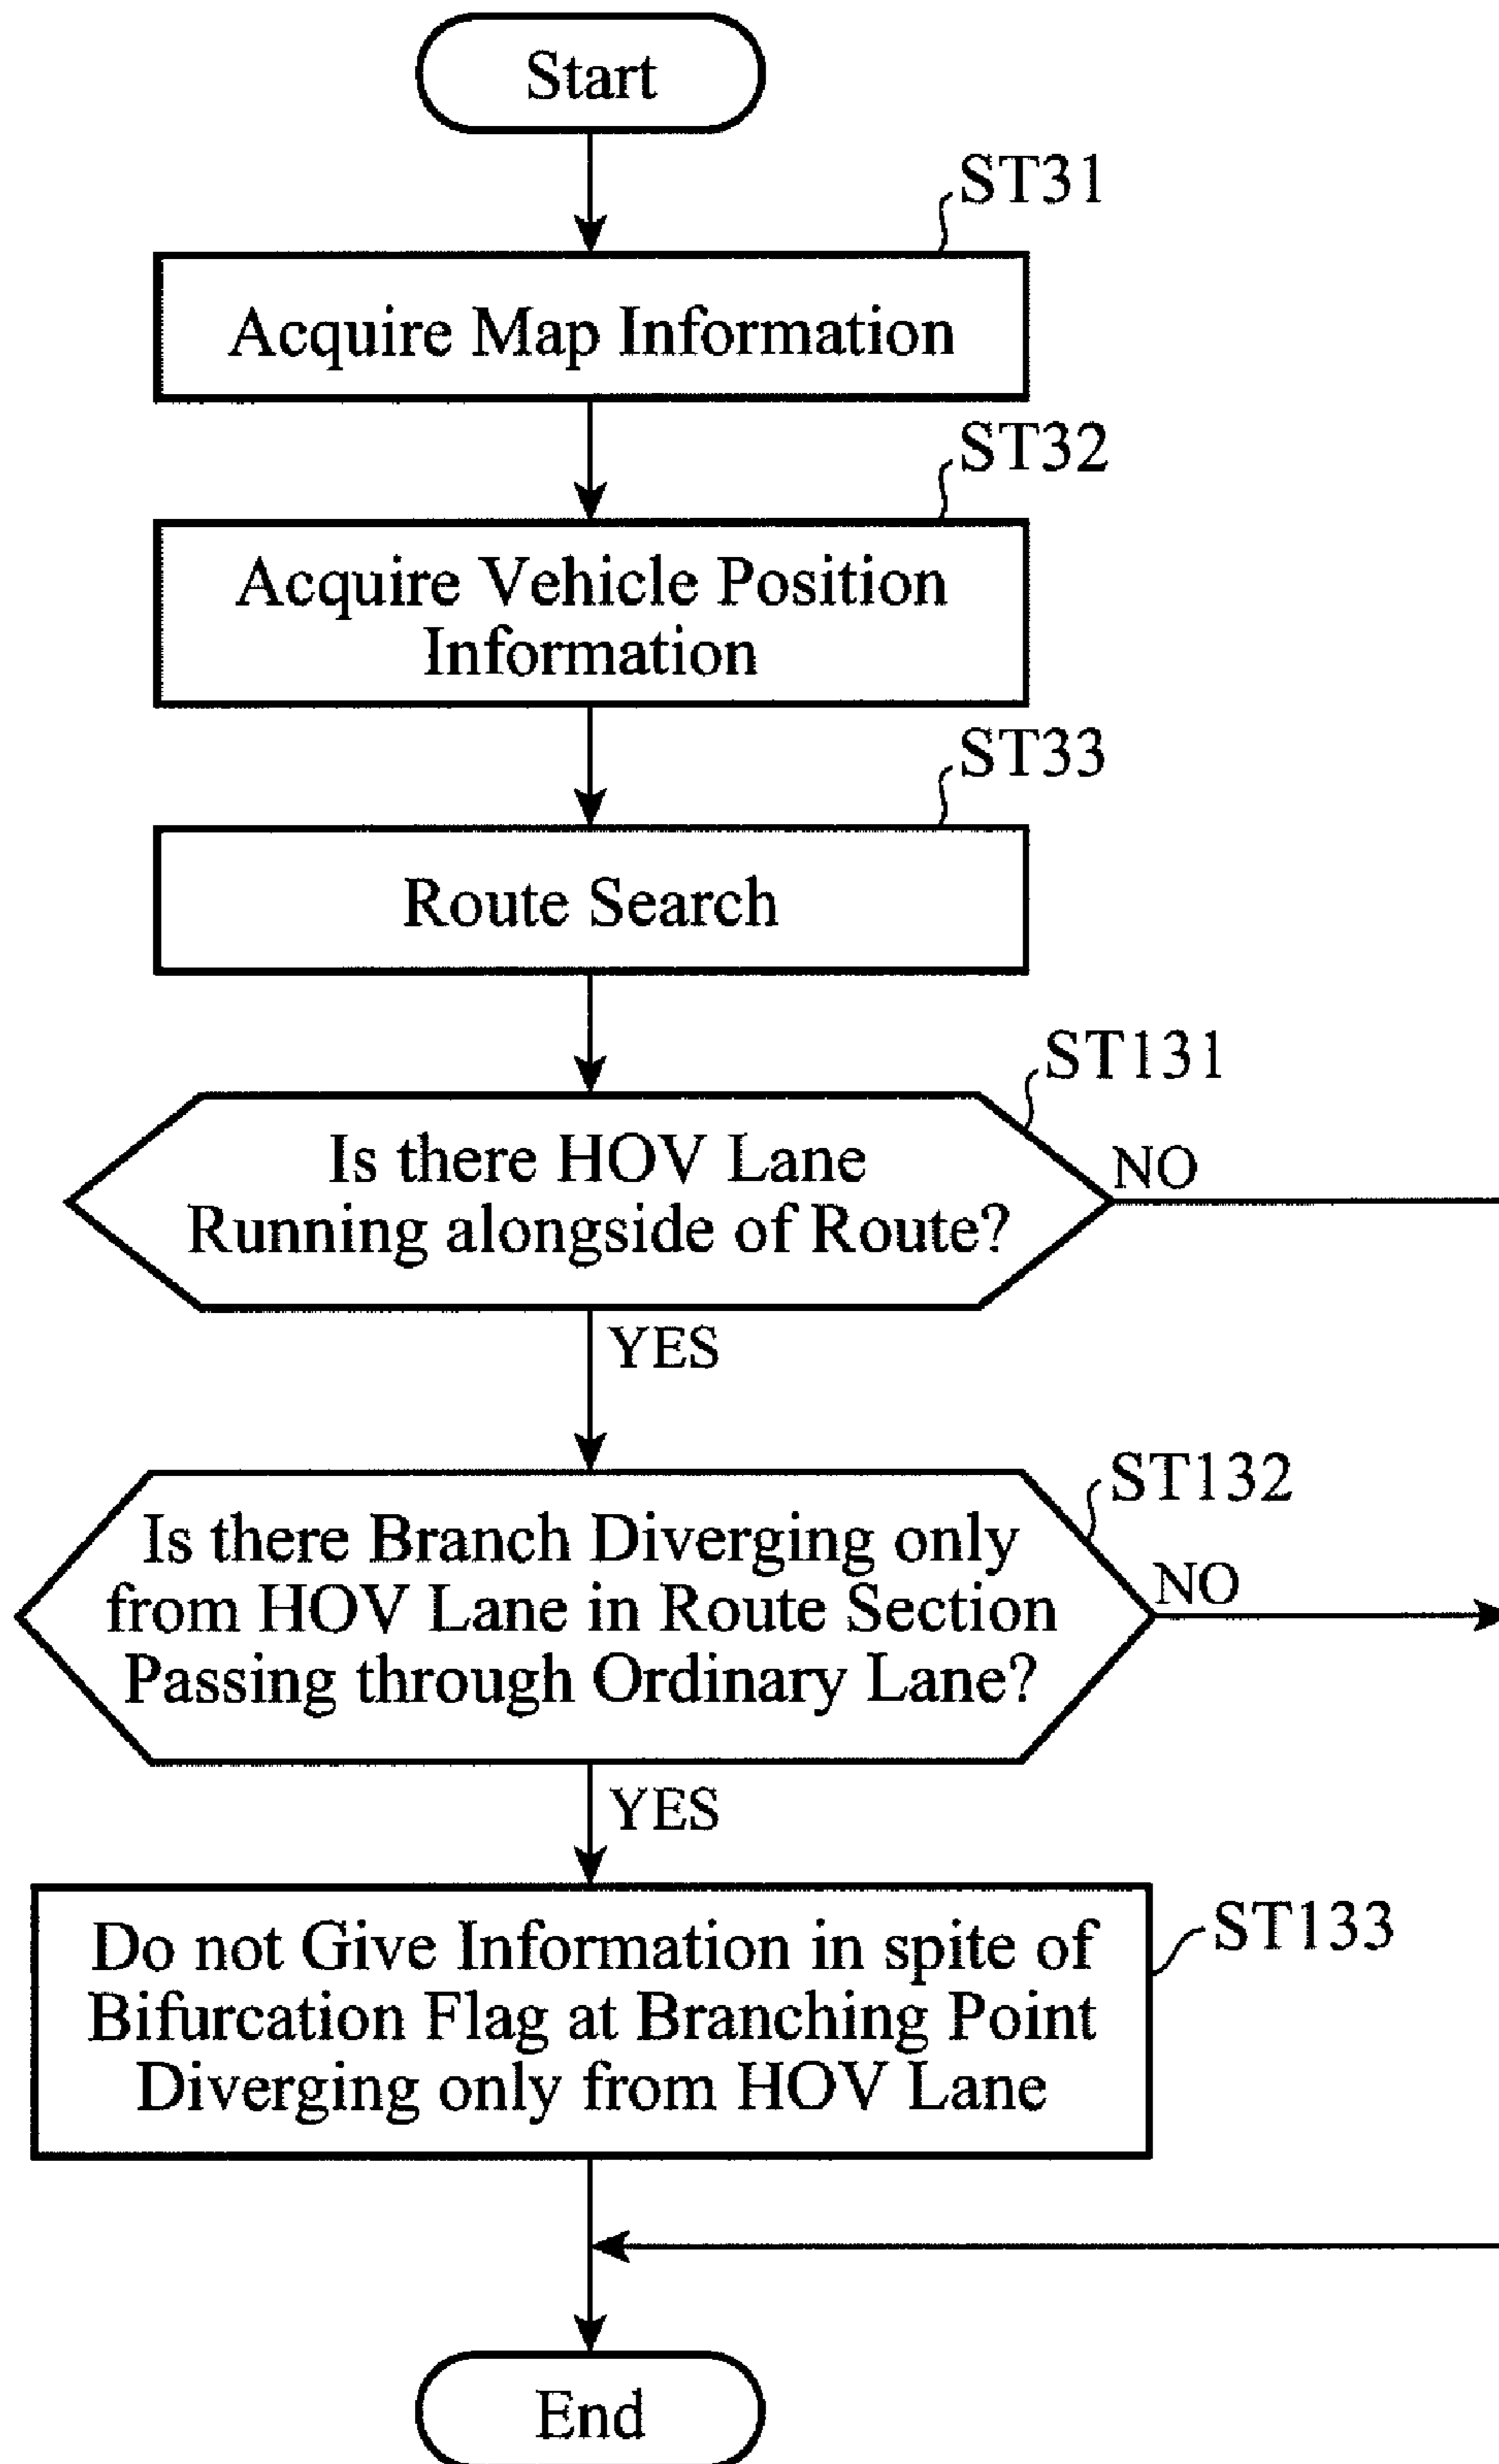 Start
ST31
Acquire Map Information
ST32
Acquire Vehicle Position
Information
ST33
Route Search
ST131
Is there HOV Lane
Running alongside of Route?
NO
YES
ST132
Is there Branch Diverging only
from HOV Lane in Route Section
Passing through Ordinary Lane?
NO
YES
ST133
Do not Give Information in spite of
Bifurcation Flag at Branching Point
Diverging only from HOV Lane
End